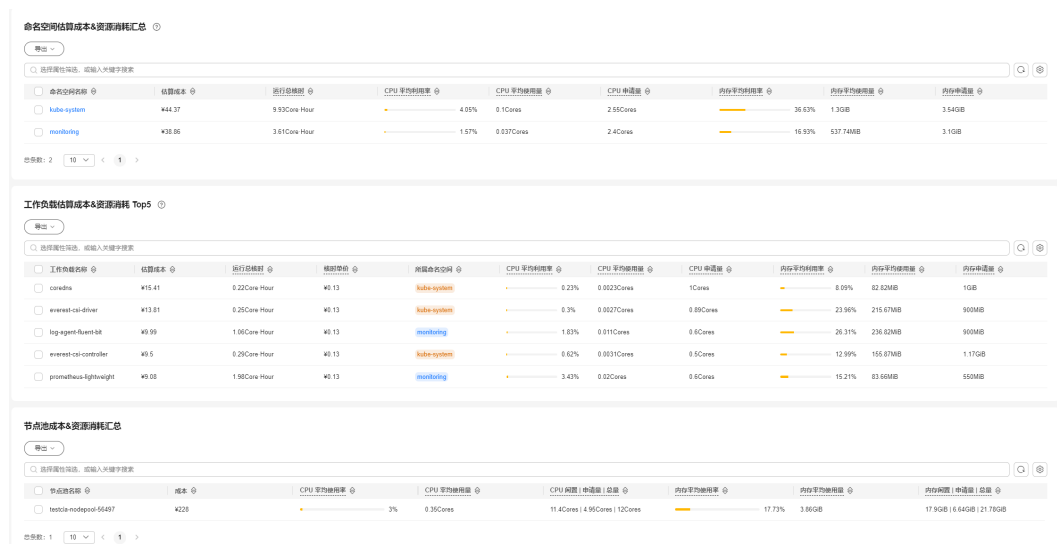 命名空间估算成本&资源消耗汇总
导出
选择属性筛选，或输入关键字搜索
命名空间名称 估算成本 运行总核时 CPU 平均利用率 CPU 平均使用量 CPU 申请量 内存平均利用率 内存平均使用量 内存申请量
kube-system ¥44.37 9.93Core Hour 4.05% 0.1Cores 2.55Cores 36.63% 1.3GiB 3.54GiB
monitoring ¥38.86 3.61Core Hour 1.57% 0.037Cores 2.4Cores 16.93% 537.74MiB 3.1GiB
总条数：2 10 < 1 >
工作负载估算成本&资源消耗 Top5
导出
选择属性筛选，或输入关键字搜索
工作负载名称 估算成本 运行总核时 核时单价 所属命名空间 CPU 平均利用率 CPU 平均使用量 CPU 申请量 内存平均利用率 内存平均使用量 内存申请量
coredns ¥15.41 0.22Core Hour ¥0.13 kube-system 0.23% 0.0023Cores 1Cores 8.09% 82.82MiB 1GiB
everest-csi-driver ¥13.81 0.25Core Hour ¥0.13 kube-system 0.3% 0.0027Cores 0.89Cores 23.96% 215.67MiB 900MiB
log-agent-fluent-bit ¥9.99 1.06Core Hour ¥0.13 monitoring 1.83% 0.011Cores 0.6Cores 26.31% 236.82MiB 900MiB
everest-csi-controller ¥9.5 0.29Core Hour ¥0.13 kube-system 0.62% 0.0031Cores 0.5Cores 12.99% 155.87MiB 1.17GiB
prometheus-lightweight ¥9.08 1.98Core Hour ¥0.13 monitoring 3.43% 0.02Cores 0.6Cores 15.21% 83.66MiB 550MiB
节点池成本&资源消耗汇总
导出
选择属性筛选，或输入关键字搜索
节点池名称 成本 CPU 平均使用率 CPU 平均使用量 CPU 闲置 | 申请量 | 总量 内存平均使用率 内存平均使用量 内存闲置 | 申请量 | 总量
testcia-nodepool-56497 ¥228 3% 0.35Cores 11.4Cores | 4.95Cores | 12Cores 17.73% 3.86GiB 17.9GiB | 6.64GiB | 21.78GiB
总条数：1 10 < 1 >